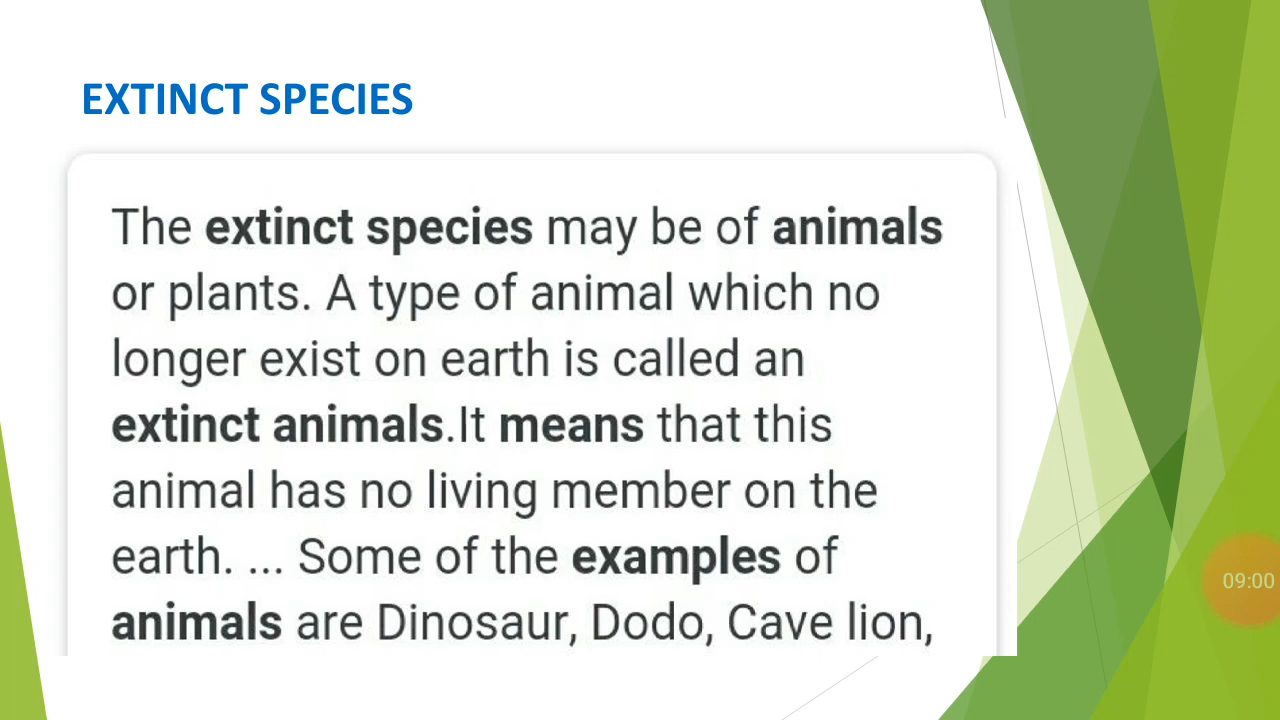 EXTINCT SPECIES
The extinct species may be of animals
or plants. A type of animal which no
longer exist on earth is called an
extinct animals.It means that this
animal has no living member on the
earth. ... Some of the examples of
animals are Dinosaur, Dodo, Cave lion,
09:00